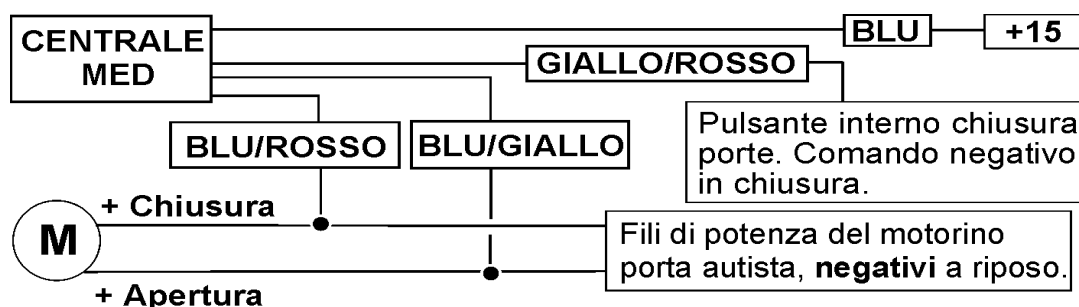 CENTRALE
MED
BLU
+15
GIALLO/ROSSO
BLU/ROSSO
BLU/GIALLO
Pulsante interno chiusura
porte. Comando negativo
in chiusura.
+ Chiusura
M
Fili di potenza del motorino
porta autista, negativi a riposo.
+ Apertura